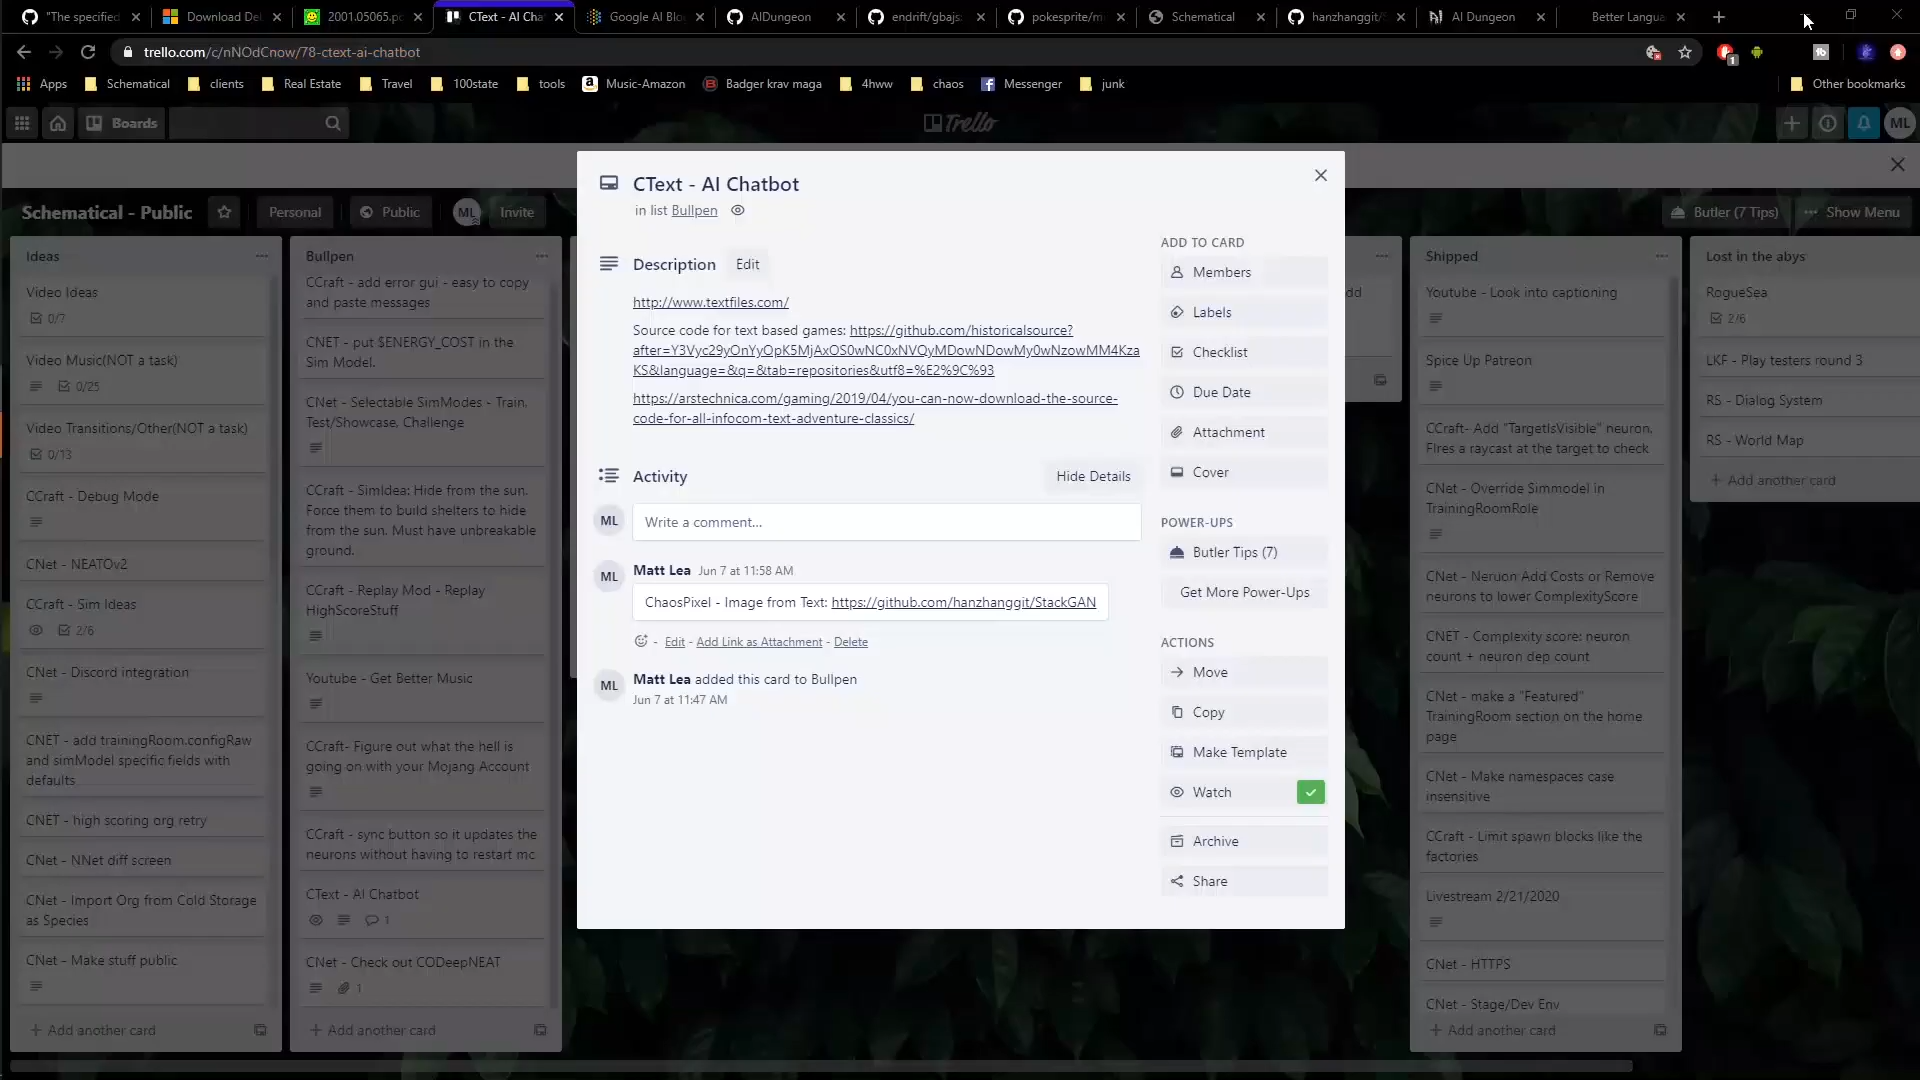 "The specified
Download De
2001.05065.p
CText - AI Cha
Google AI Blo
AIDungeon
endrift/gbajs
pokesprite/m
Schematical
hanzhanggit/
AI Dungeon
Better Langua
trello.com/c/nNOdCnow/78-ctext-ai-chatbot
Apps
Schematical
clients
Real Estate
Travel
100state
tools
Music-Amazon
Badger krav maga
4hww
chaos
Messenger
junk
Other bookmarks
Boards
Trello
ML
Schematical - Public
Personal
Public
ML
Invite
Butler (7 Tips)
Show Menu
Ideas
Video Ideas
0/7
Video Music(NOT a task)
0/25
Video Transitions/Other(NOT a task)
0/13
CCraft - Debug Mode
CNet - NEATOv2
CCraft - Sim Ideas
2/6
CNet - Discord integration
CNET - add trainingRoom.configRaw
and simModel specific fields with
defaults
CNET - high scoring org retry
CNet - NNet diff screen
CNet - Import Org from Cold Storage
as Species
CNet - Make stuff public
+ Add another card
Bullpen
CCraft - add error gui - easy to copy
and paste messages
CNET - put $ENERGY_COST in the
Sim Model.
CNet - Selectable SimModes - Train,
Test/Showcase, Challenge
CCraft - SimIdea: Hide from the sun.
Force them to build shelters to hide
from the sun. Must have unbreakable
ground.
CCraft - Replay Mod - Replay
HighScoreStuff
Youtube - Get Better Music
CCraft- Figure out what the hell is
going on with your Mojang Account
CCraft - sync button so it updates the
neurons without having to restart mc
CText - AI Chatbot
1
CNet - Check out CODeepNEAT
1
+ Add another card
CText - AI Chatbot
in list Bullpen
Description
Edit
http://www.textfiles.com/
Source code for text based games: https://github.com/historicalsource?
after=Y3Vyc29yOnYyOpK5MjAxOS0wNC0xNVQyMDowNDowMy0wNzowMM4Kza
KS&language=&q=&tab=repositories&utf8=%E2%9C%93
https://arstechnica.com/gaming/2019/04/you-can-now-download-the-source-
code-for-all-infocom-text-adventure-classics/
Activity
Hide Details
ML
Write a comment...
ML
Matt Lea Jun 7 at 11:58 AM
ChaosPixel - Image from Text: https://github.com/hanzhanggit/StackGAN
- Edit - Add Link as Attachment - Delete
ML
Matt Lea added this card to Bullpen
Jun 7 at 11:47 AM
ADD TO CARD
Members
Labels
Checklist
Due Date
Attachment
Cover
POWER-UPS
Butler Tips (7)
Get More Power-Ups
ACTIONS
Move
Copy
Make Template
Watch
Archive
Share
dd
Shipped
Youtube - Look into captioning
Spice Up Patreon
CCraft- Add "TargetIsVisible" neuron.
FIres a raycast at the target to check
CNet - Override Simmodel in
TrainingRoomRole
CNet - Neruon Add Costs or Remove
neurons to lower ComplexityScore
CNET - Complexity score: neuron
count + neuron dep count
CNet - make a "Featured"
TrainingRoom section on the home
page
CNet - Make namespaces case
insensitive
CCraft - Limit spawn blocks like the
factories
Livestream 2/21/2020
CNet - HTTPS
CNet - Stage/Dev Env
+ Add another card
Lost in the abys
RogueSea
2/6
LKF - Play testers round 3
RS - Dialog System
RS - World Map
+ Add another card